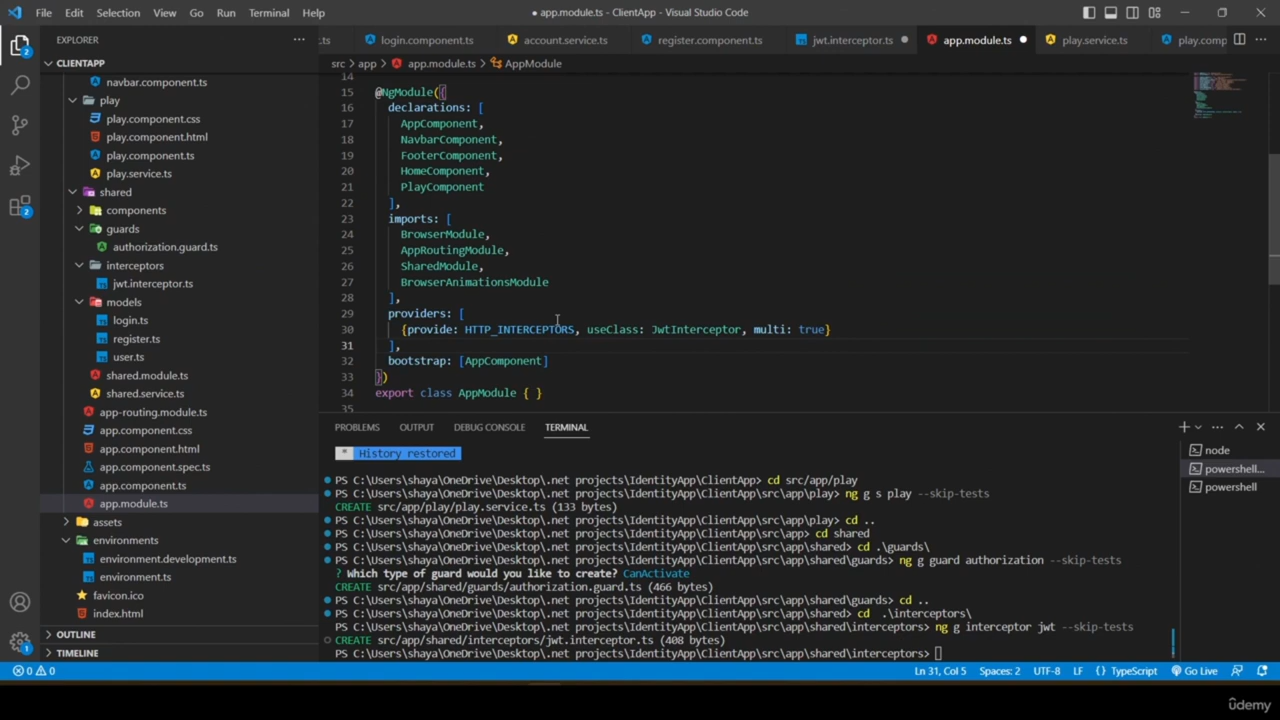 File Edit Selection View Go Run Terminal Help
● app.module.ts - ClientApp - Visual Studio Code
EXPLORER
CLIENTAPP
navbar.component.ts
play
play.component.css
play.component.html
play.component.ts
play.service.ts
shared
components
guards
authorization.guard.ts
interceptors
jwt.interceptor.ts
models
login.ts
register.ts
user.ts
shared.module.ts
shared.service.ts
app-routing.module.ts
app.component.css
app.component.html
app.component.spec.ts
app.component.ts
app.module.ts
assets
environments
environment.development.ts
environment.ts
favicon.ico
index.html
OUTLINE
TIMELINE
.ts login.component.ts account.service.ts register.component.ts jwt.interceptor.ts ● app.module.ts ● play.service.ts play.comp
src > app > app.module.ts > AppModule
14
15 @NgModule({
16 declarations: [
17 AppComponent,
18 NavbarComponent,
19 FooterComponent,
20 HomeComponent,
21 PlayComponent
22 ],
23 imports: [
24 BrowserModule,
25 AppRoutingModule,
26 SharedModule,
27 BrowserAnimationsModule
28 ],
29 providers: [
30 {provide: HTTP_INTERCEPTORS, useClass: JwtInterceptor, multi: true}
31 ],
32 bootstrap: [AppComponent]
33 })
34 export class AppModule { }
35
PROBLEMS OUTPUT DEBUG CONSOLE TERMINAL
* History restored
PS C:\Users\shaya\OneDrive\Desktop\.net projects\IdentityApp\ClientApp> cd src/app/play
PS C:\Users\shaya\OneDrive\Desktop\.net projects\IdentityApp\ClientApp\src\app\play> ng g s play --skip-tests
CREATE src/app/play/play.service.ts (133 bytes)
PS C:\Users\shaya\OneDrive\Desktop\.net projects\IdentityApp\ClientApp\src\app\play> cd ..
PS C:\Users\shaya\OneDrive\Desktop\.net projects\IdentityApp\ClientApp\src\app> cd shared
PS C:\Users\shaya\OneDrive\Desktop\.net projects\IdentityApp\ClientApp\src\app\shared> cd .\guards\
PS C:\Users\shaya\OneDrive\Desktop\.net projects\IdentityApp\ClientApp\src\app\shared\guards> ng g guard authorization --skip-tests
? Which type of guard would you like to create? CanActivate
CREATE src/app/shared/guards/authorization.guard.ts (466 bytes)
PS C:\Users\shaya\OneDrive\Desktop\.net projects\IdentityApp\ClientApp\src\app\shared\guards> cd ..
PS C:\Users\shaya\OneDrive\Desktop\.net projects\IdentityApp\ClientApp\src\app\shared> cd .\interceptors\
PS C:\Users\shaya\OneDrive\Desktop\.net projects\IdentityApp\ClientApp\src\app\shared\interceptors> ng g interceptor jwt --skip-tests
CREATE src/app/shared/interceptors/jwt.interceptor.ts (408 bytes)
PS C:\Users\shaya\OneDrive\Desktop\.net projects\IdentityApp\ClientApp\src\app\shared\interceptors>
node
powershell...
powershell
0 0
Ln 31, Col 5 Spaces: 2 UTF-8 LF {} TypeScript Go Live
ûdemy